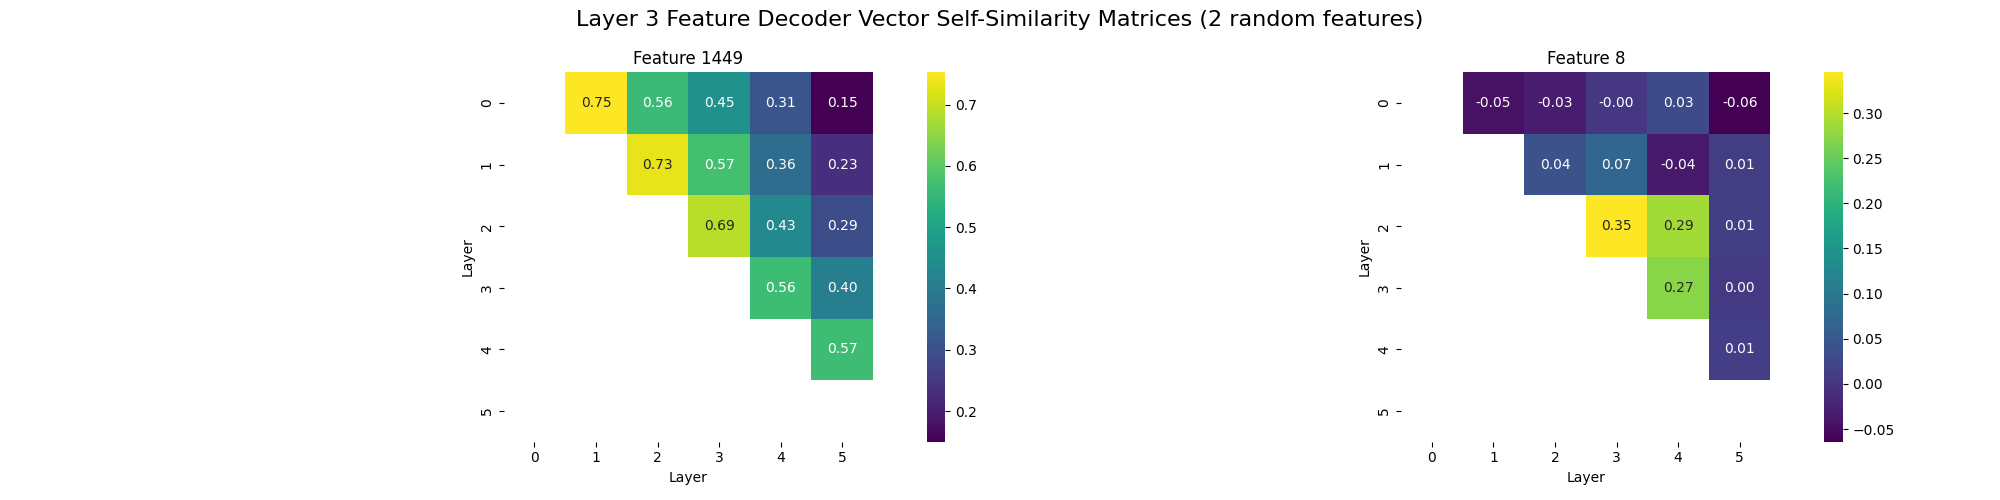 Layer 3 Feature Decoder Vector Self-Similarity Matrices (2 random features)
Feature 1449
0 0.75 0.56 0.45 0.31 0.15
1 0.73 0.57 0.36 0.23
2 0.69 0.43 0.29
3 0.56 0.40
4 0.57
5
0 1 2 3 4 5
Layer
Layer
0.7
0.6
0.5
0.4
0.3
0.2
Feature 8
0 -0.05 -0.03 -0.00 0.03 -0.06
1 0.04 0.07 -0.04 0.01
2 0.35 0.29 0.01
3 0.27 0.00
4 0.01
5
0 1 2 3 4 5
Layer
Layer
0.30
0.25
0.20
0.15
0.10
0.05
0.00
−0.05